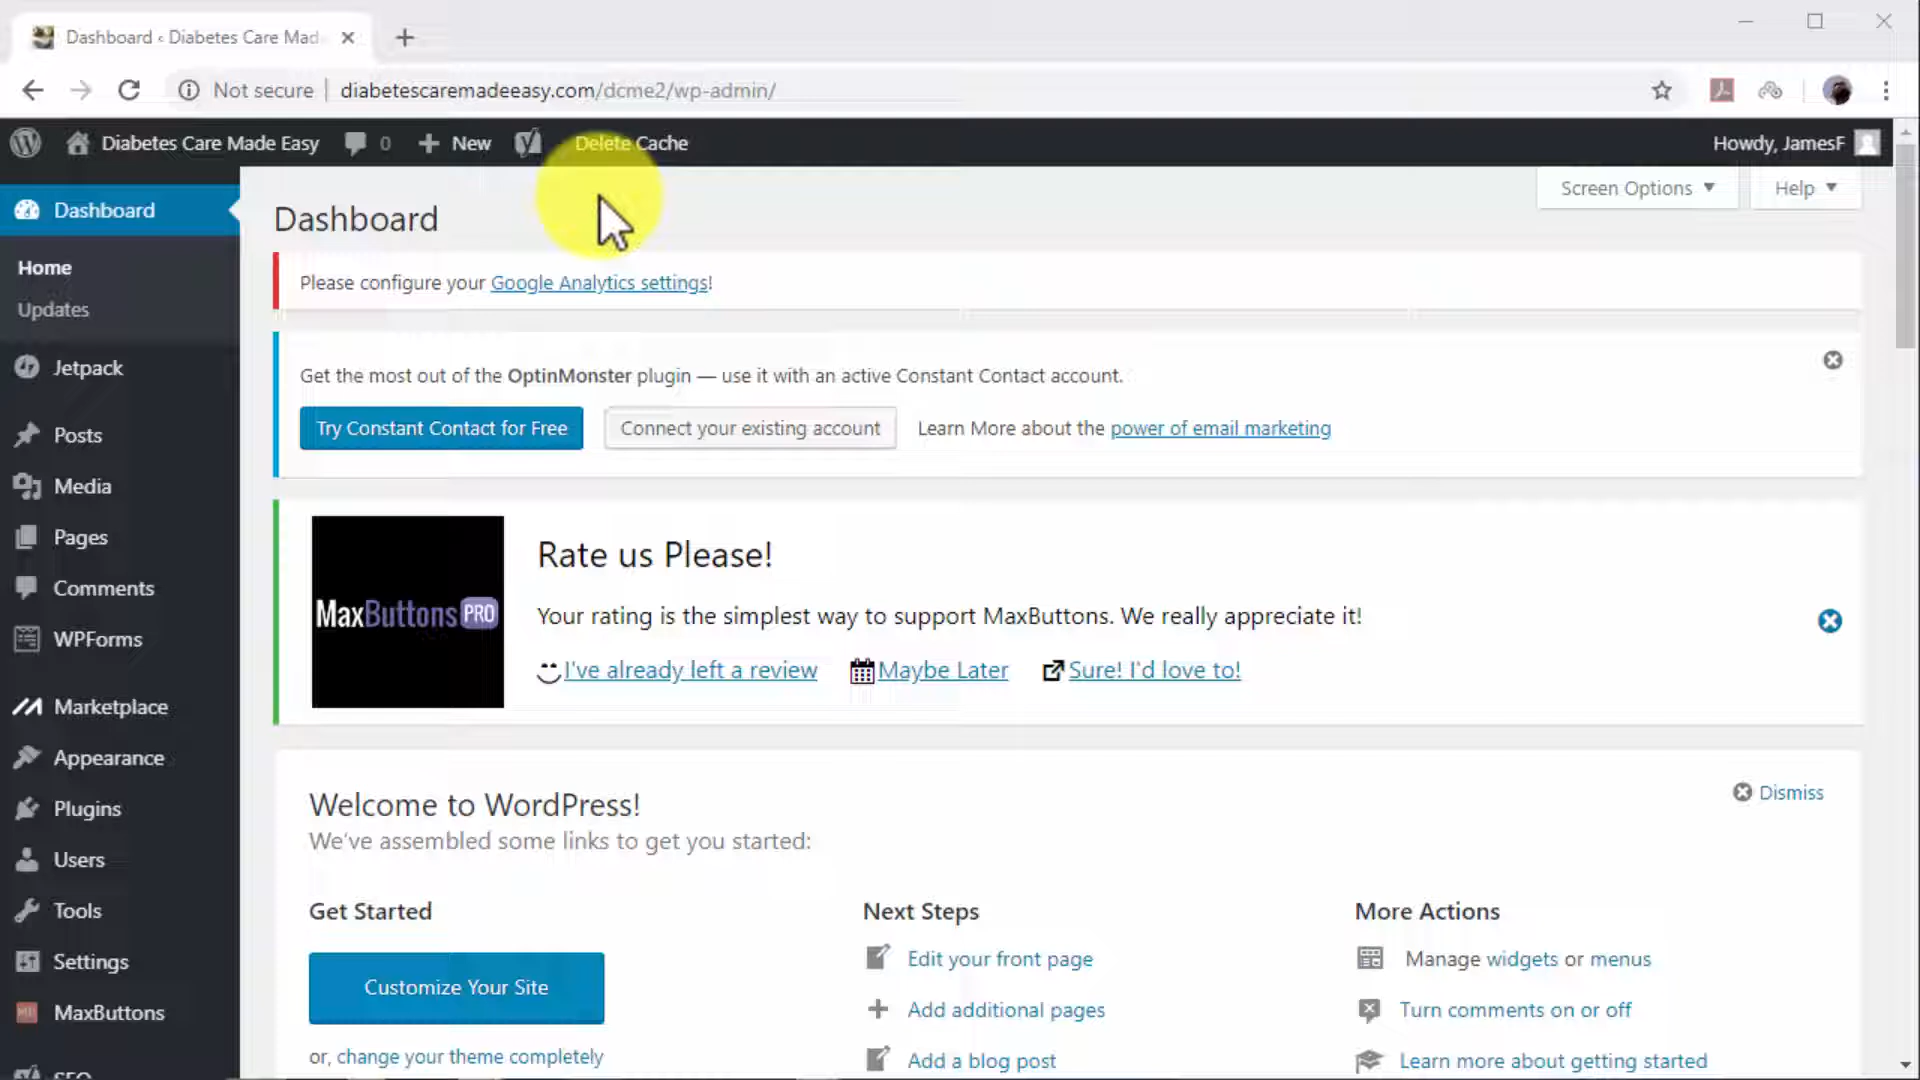 Dashboard ‹ Diabetes Care Mad
Not secure | diabetescaremadeeasy.com/dcme2/wp-admin/
Diabetes Care Made Easy 0 + New Delete Cache Howdy, JamesF
Screen Options ▼ Help ▼
Dashboard
Home
Updates
Jetpack
Posts
Media
Pages
Comments
WPForms
Marketplace
Appearance
Plugins
Users
Tools
Settings
MaxButtons
SEO
Dashboard
Please configure your Google Analytics settings!
Get the most out of the OptinMonster plugin — use it with an active Constant Contact account.
Try Constant Contact for Free Connect your existing account Learn More about the power of email marketing
MaxButtons PRO
Rate us Please!
Your rating is the simplest way to support MaxButtons. We really appreciate it!
I've already left a review Maybe Later Sure! I'd love to!
Welcome to WordPress!
Dismiss
We've assembled some links to get you started:
Get Started
Customize Your Site
or, change your theme completely
Next Steps
Edit your front page
Add additional pages
Add a blog post
More Actions
Manage widgets or menus
Turn comments on or off
Learn more about getting started